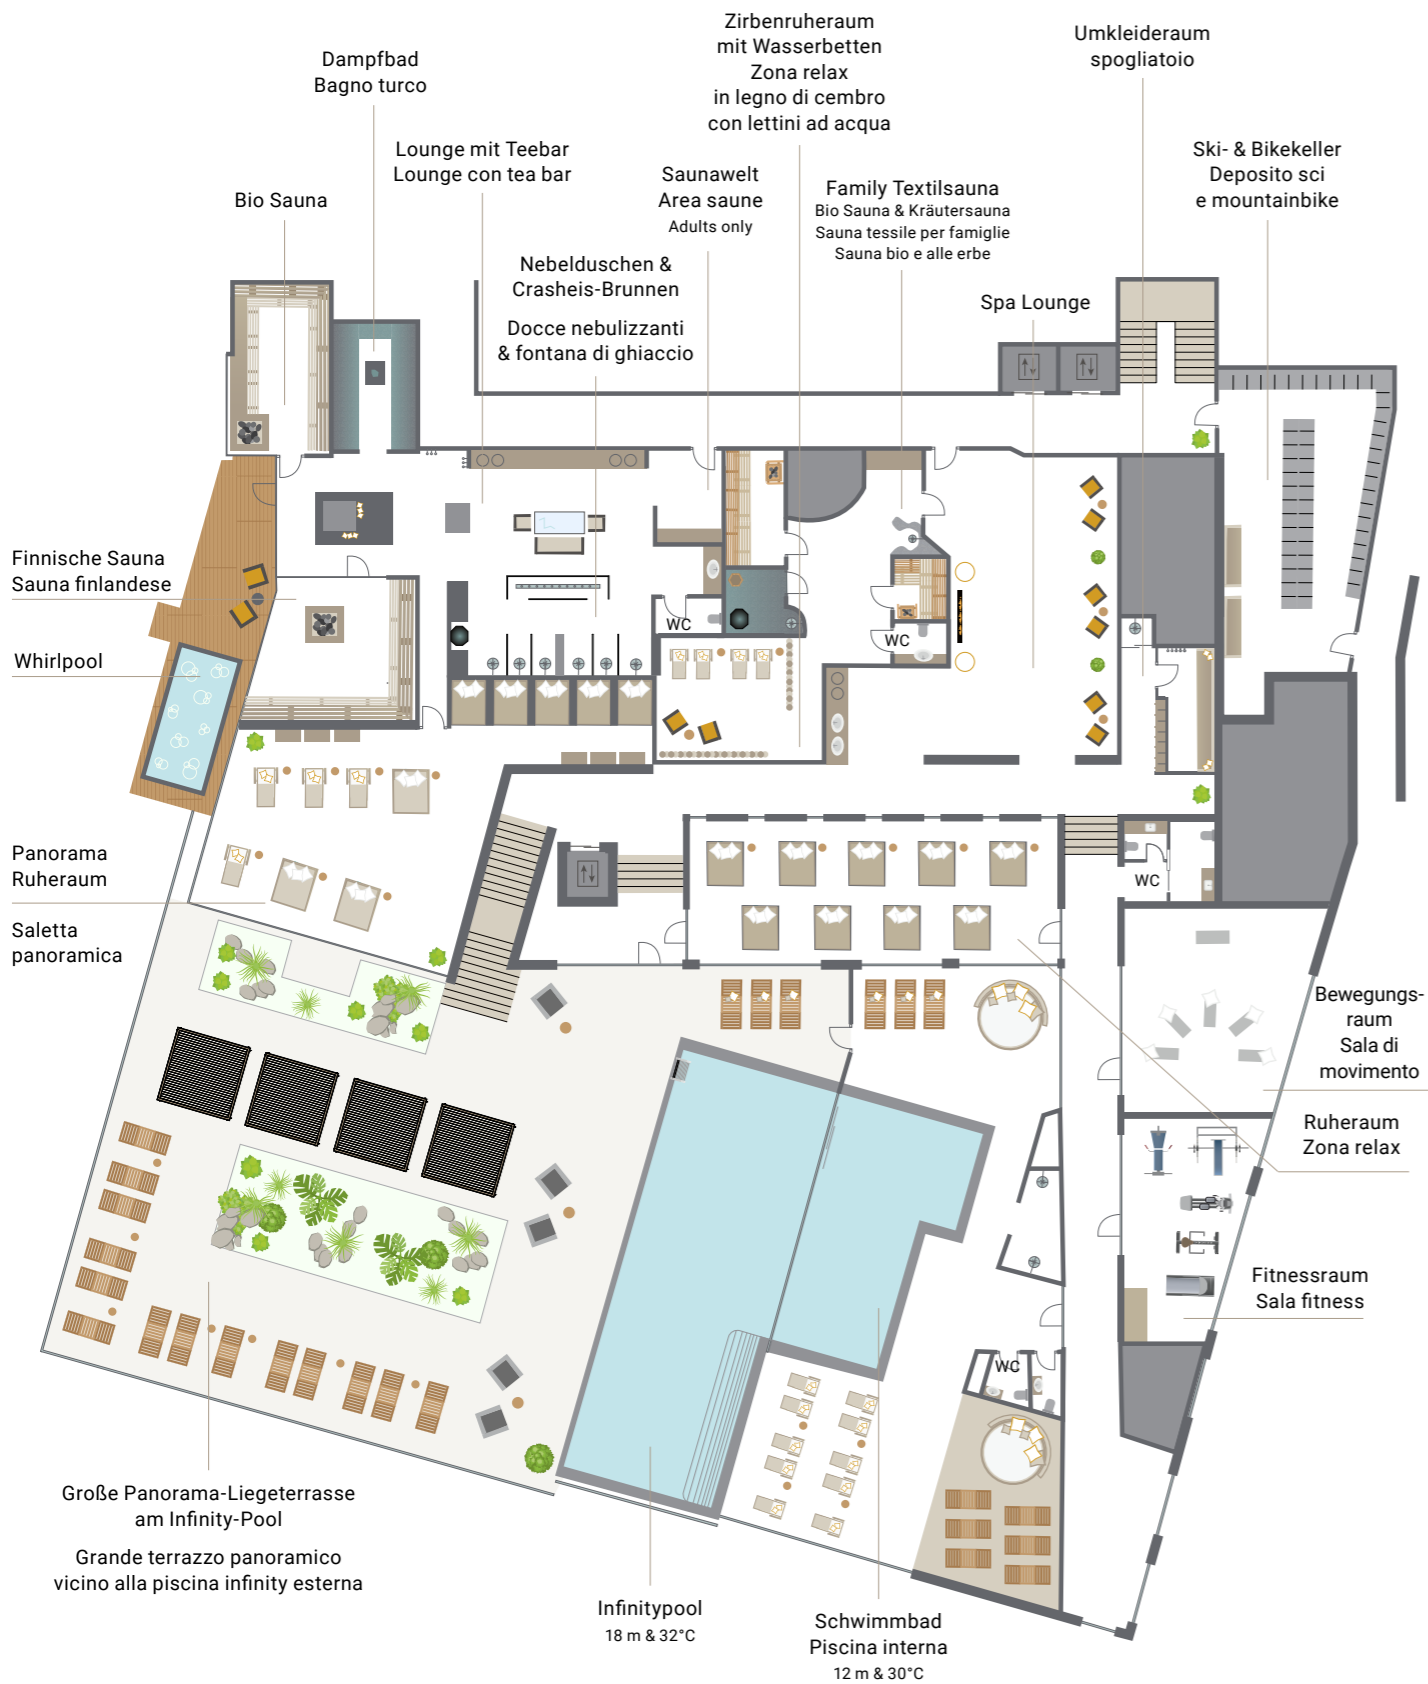 Zirbenruheraum
mit Wasserbetten
Zona relax
in legno di cembro
con lettini ad acqua
Umkleideraum
spogliatoio
Dampfbad
Bagno turco
Lounge mit Teebar
Lounge con tea bar
Saunawelt
Area saune
Adults only
Family Textilsauna
Bio Sauna & Kräutersauna
Sauna tessile per famiglie
Sauna bio e alle erbe
Ski- & Bikekeller
Deposito sci
e mountainbike
Bio Sauna
Nebelduschen &
Crasheis-Brunnen
Docce nebulizzanti
& fontana di ghiaccio
Spa Lounge
Finnische Sauna
Sauna finlandese
WC
WC
Whirlpool
Panorama
Ruheraum
Saletta
panoramica
WC
Bewegungs-
raum
Sala di
movimento
Ruheraum
Zona relax
Fitnessraum
Sala fitness
WC
Große Panorama-Liegeterrasse
am Infinity-Pool
Grande terrazzo panoramico
vicino alla piscina infinity esterna
Infinitypool
18 m & 32°C
Schwimmbad
Piscina interna
12 m & 30°C